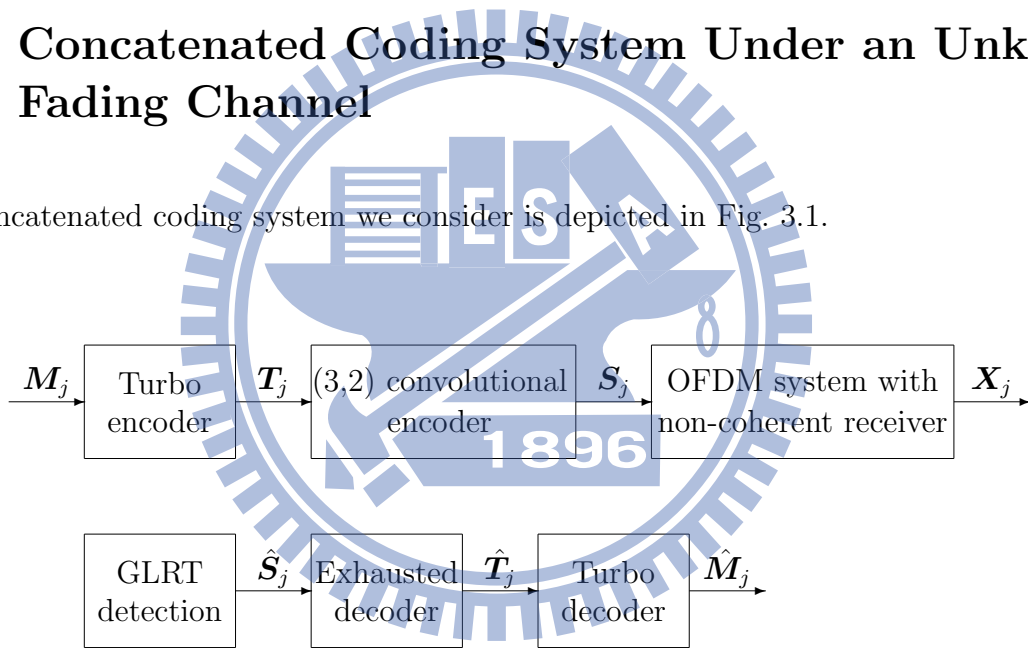 Concatenated Coding System Under an Unk
Fading Channel
ncatenated coding system we consider is depicted in Fig. 3.1.
M_j
Turbo
encoder
T_j
(3,2) convolutional
encoder
S_j
OFDM system with
non-coherent receiver
X_j
GLRT
detection
Ŝ_j
Exhausted
decoder
T̂_j
Turbo
decoder
M̂_j
E S A
8
1896